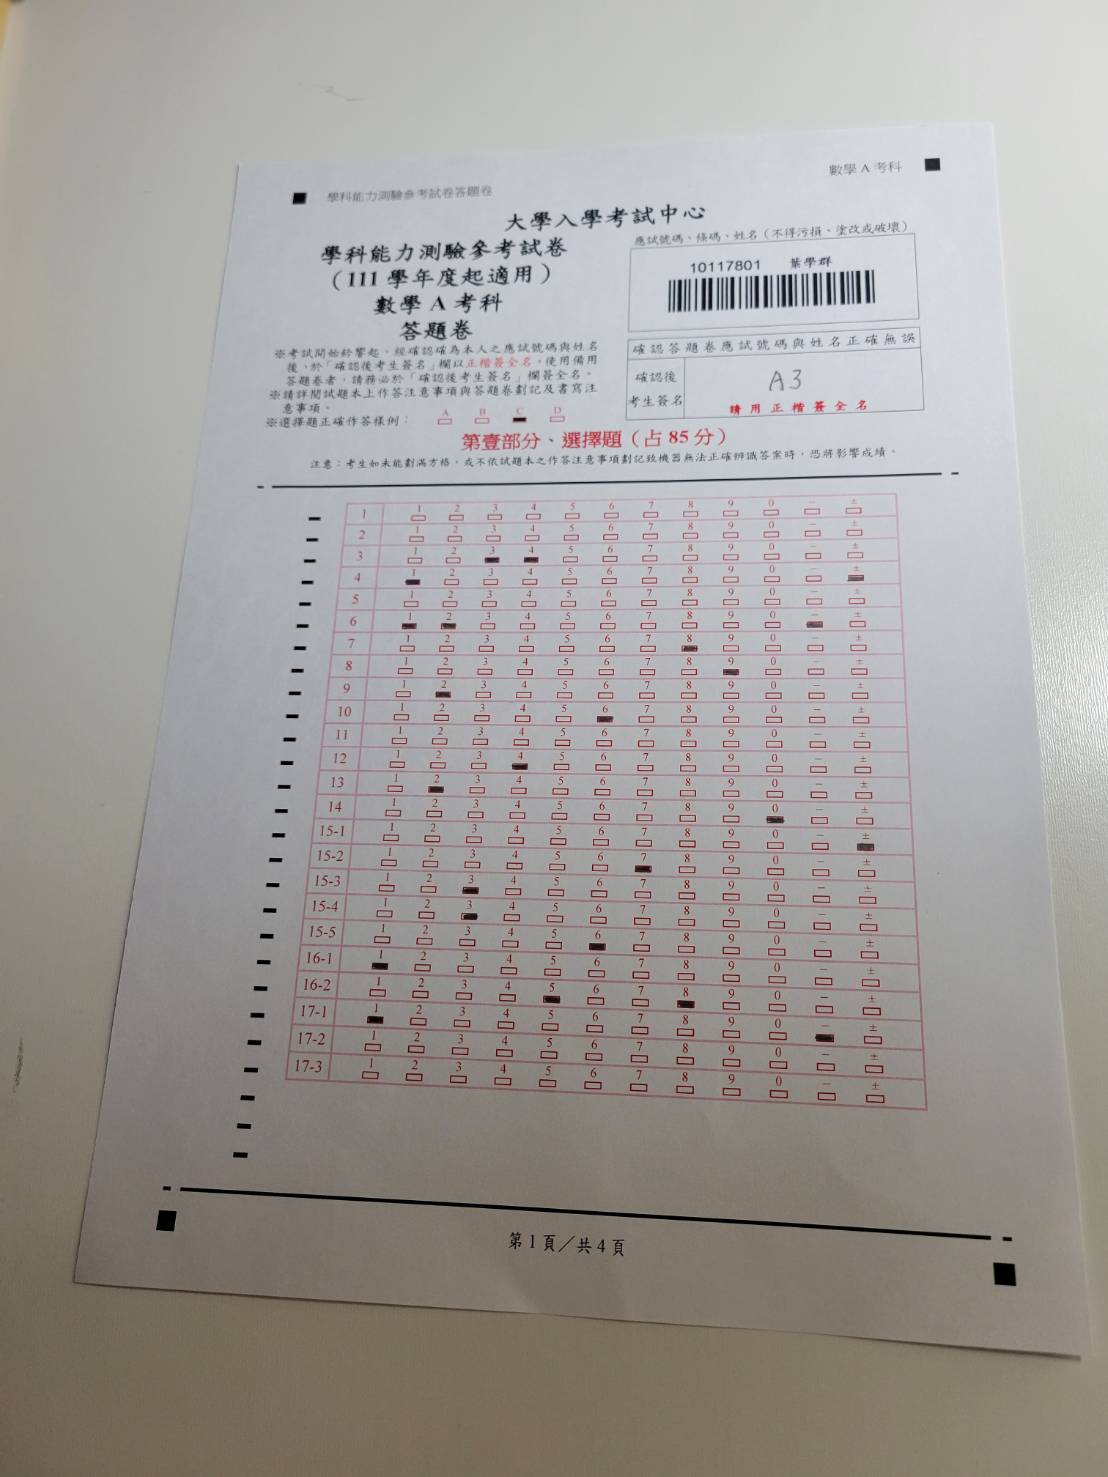 數學 A 考科
學科能力測驗參考試卷答題卷
大學入學考試中心
學科能力測驗參考試卷
（111 學年度起適用）
數學 A 考科
答題卷
※考試開始鈴響起，經確認確為本人之應試號碼與姓名
後，於「確認後考生簽名」欄以正楷簽全名。使用備用
答題卷者，請務必於「確認後考生簽名」欄簽全名。
※請詳閱試題本上作答注意事項與答題卷劃記及書寫注
意事項。
※選擇題正確作答樣例： A B C D
應試號碼、條碼、姓名（不得污損、塗改或破壞）
10117801 葉學群
確認答題卷應試號碼與姓名正確無誤
確認後
考生簽名
A3
請用正楷簽全名
第壹部分、選擇題（占 85 分）
注意：考生如未能劃滿方格，或不依試題本之作答注意事項劃記致機器無法正確辨識答案時，恐將影響成績。
1 1 2 3 4 5 6 7 8 9 0 − ±
2 1 2 3 4 5 6 7 8 9 0 − ±
3 1 2 3 4 5 6 7 8 9 0 − ±
4 1 2 3 4 5 6 7 8 9 0 − ±
5 1 2 3 4 5 6 7 8 9 0 − ±
6 1 2 3 4 5 6 7 8 9 0 − ±
7 1 2 3 4 5 6 7 8 9 0 − ±
8 1 2 3 4 5 6 7 8 9 0 − ±
9 1 2 3 4 5 6 7 8 9 0 − ±
10 1 2 3 4 5 6 7 8 9 0 − ±
11 1 2 3 4 5 6 7 8 9 0 − ±
12 1 2 3 4 5 6 7 8 9 0 − ±
13 1 2 3 4 5 6 7 8 9 0 − ±
14 1 2 3 4 5 6 7 8 9 0 − ±
15-1 1 2 3 4 5 6 7 8 9 0 − ±
15-2 1 2 3 4 5 6 7 8 9 0 − ±
15-3 1 2 3 4 5 6 7 8 9 0 − ±
15-4 1 2 3 4 5 6 7 8 9 0 − ±
15-5 1 2 3 4 5 6 7 8 9 0 − ±
16-1 1 2 3 4 5 6 7 8 9 0 − ±
16-2 1 2 3 4 5 6 7 8 9 0 − ±
17-1 1 2 3 4 5 6 7 8 9 0 − ±
17-2 1 2 3 4 5 6 7 8 9 0 − ±
17-3 1 2 3 4 5 6 7 8 9 0 − ±
第 1 頁／共 4 頁